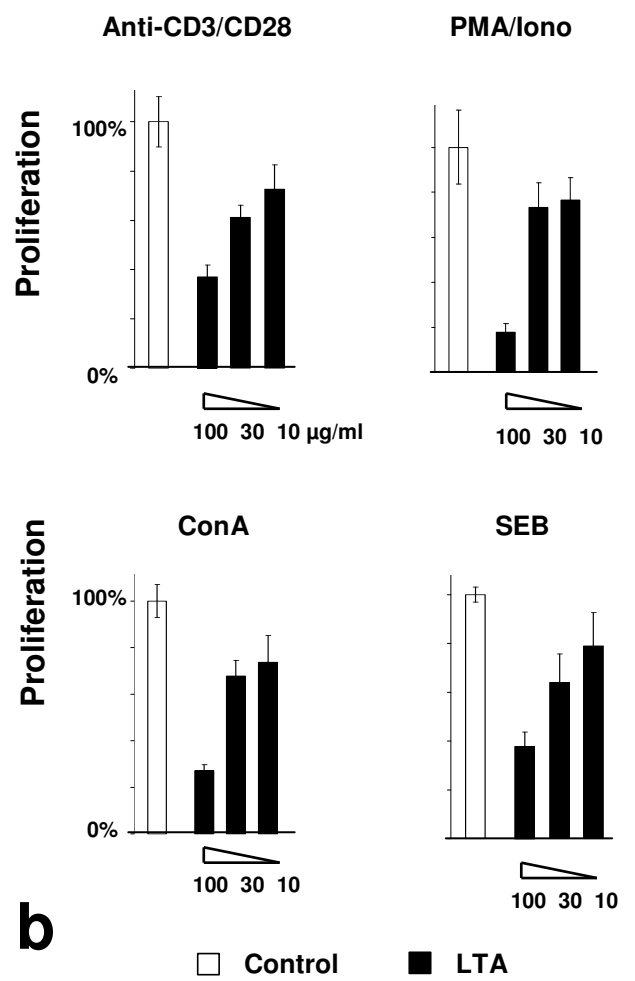 Anti-CD3/CD28
PMA/Iono
Proliferation
100%
0%
100 30 10 µg/ml
100 30 10
ConA
SEB
Proliferation
100%
0%
100 30 10
100 30 10
b
Control
LTA